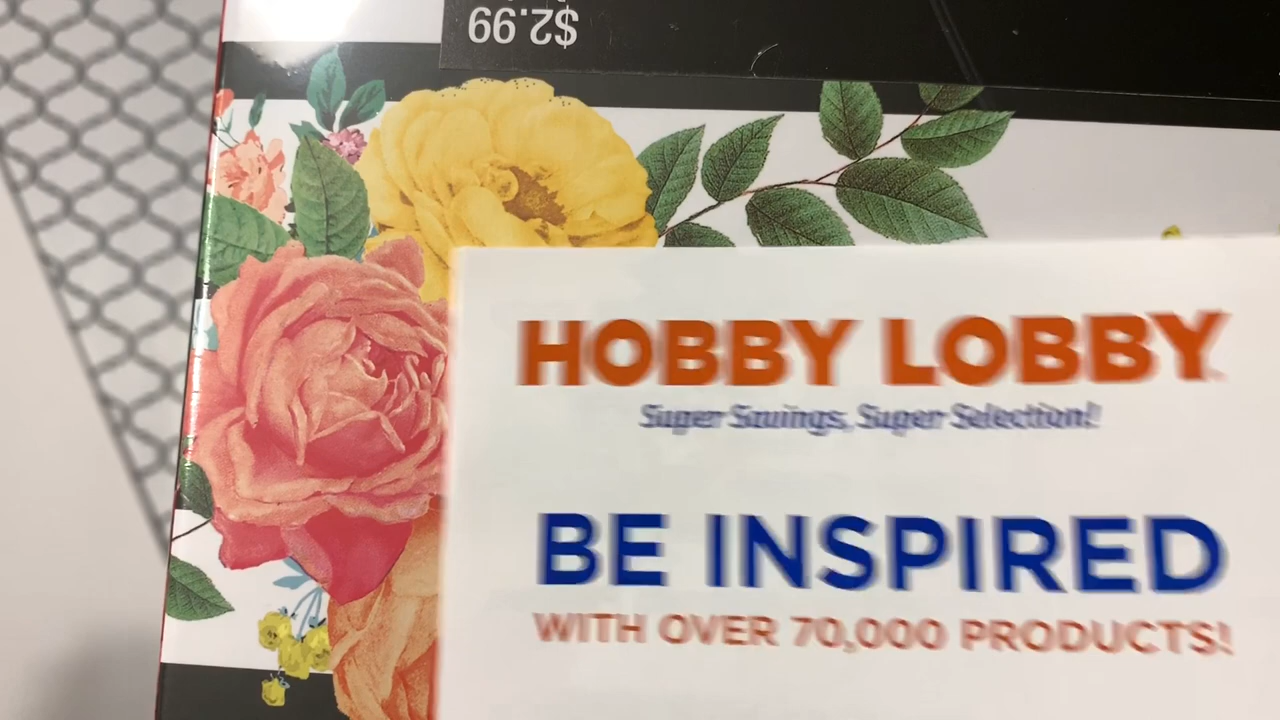 $2.99
HOBBY LOBBY
Super Savings, Super Selection!
BE INSPIRED
WITH OVER 70,000 PRODUCTS!